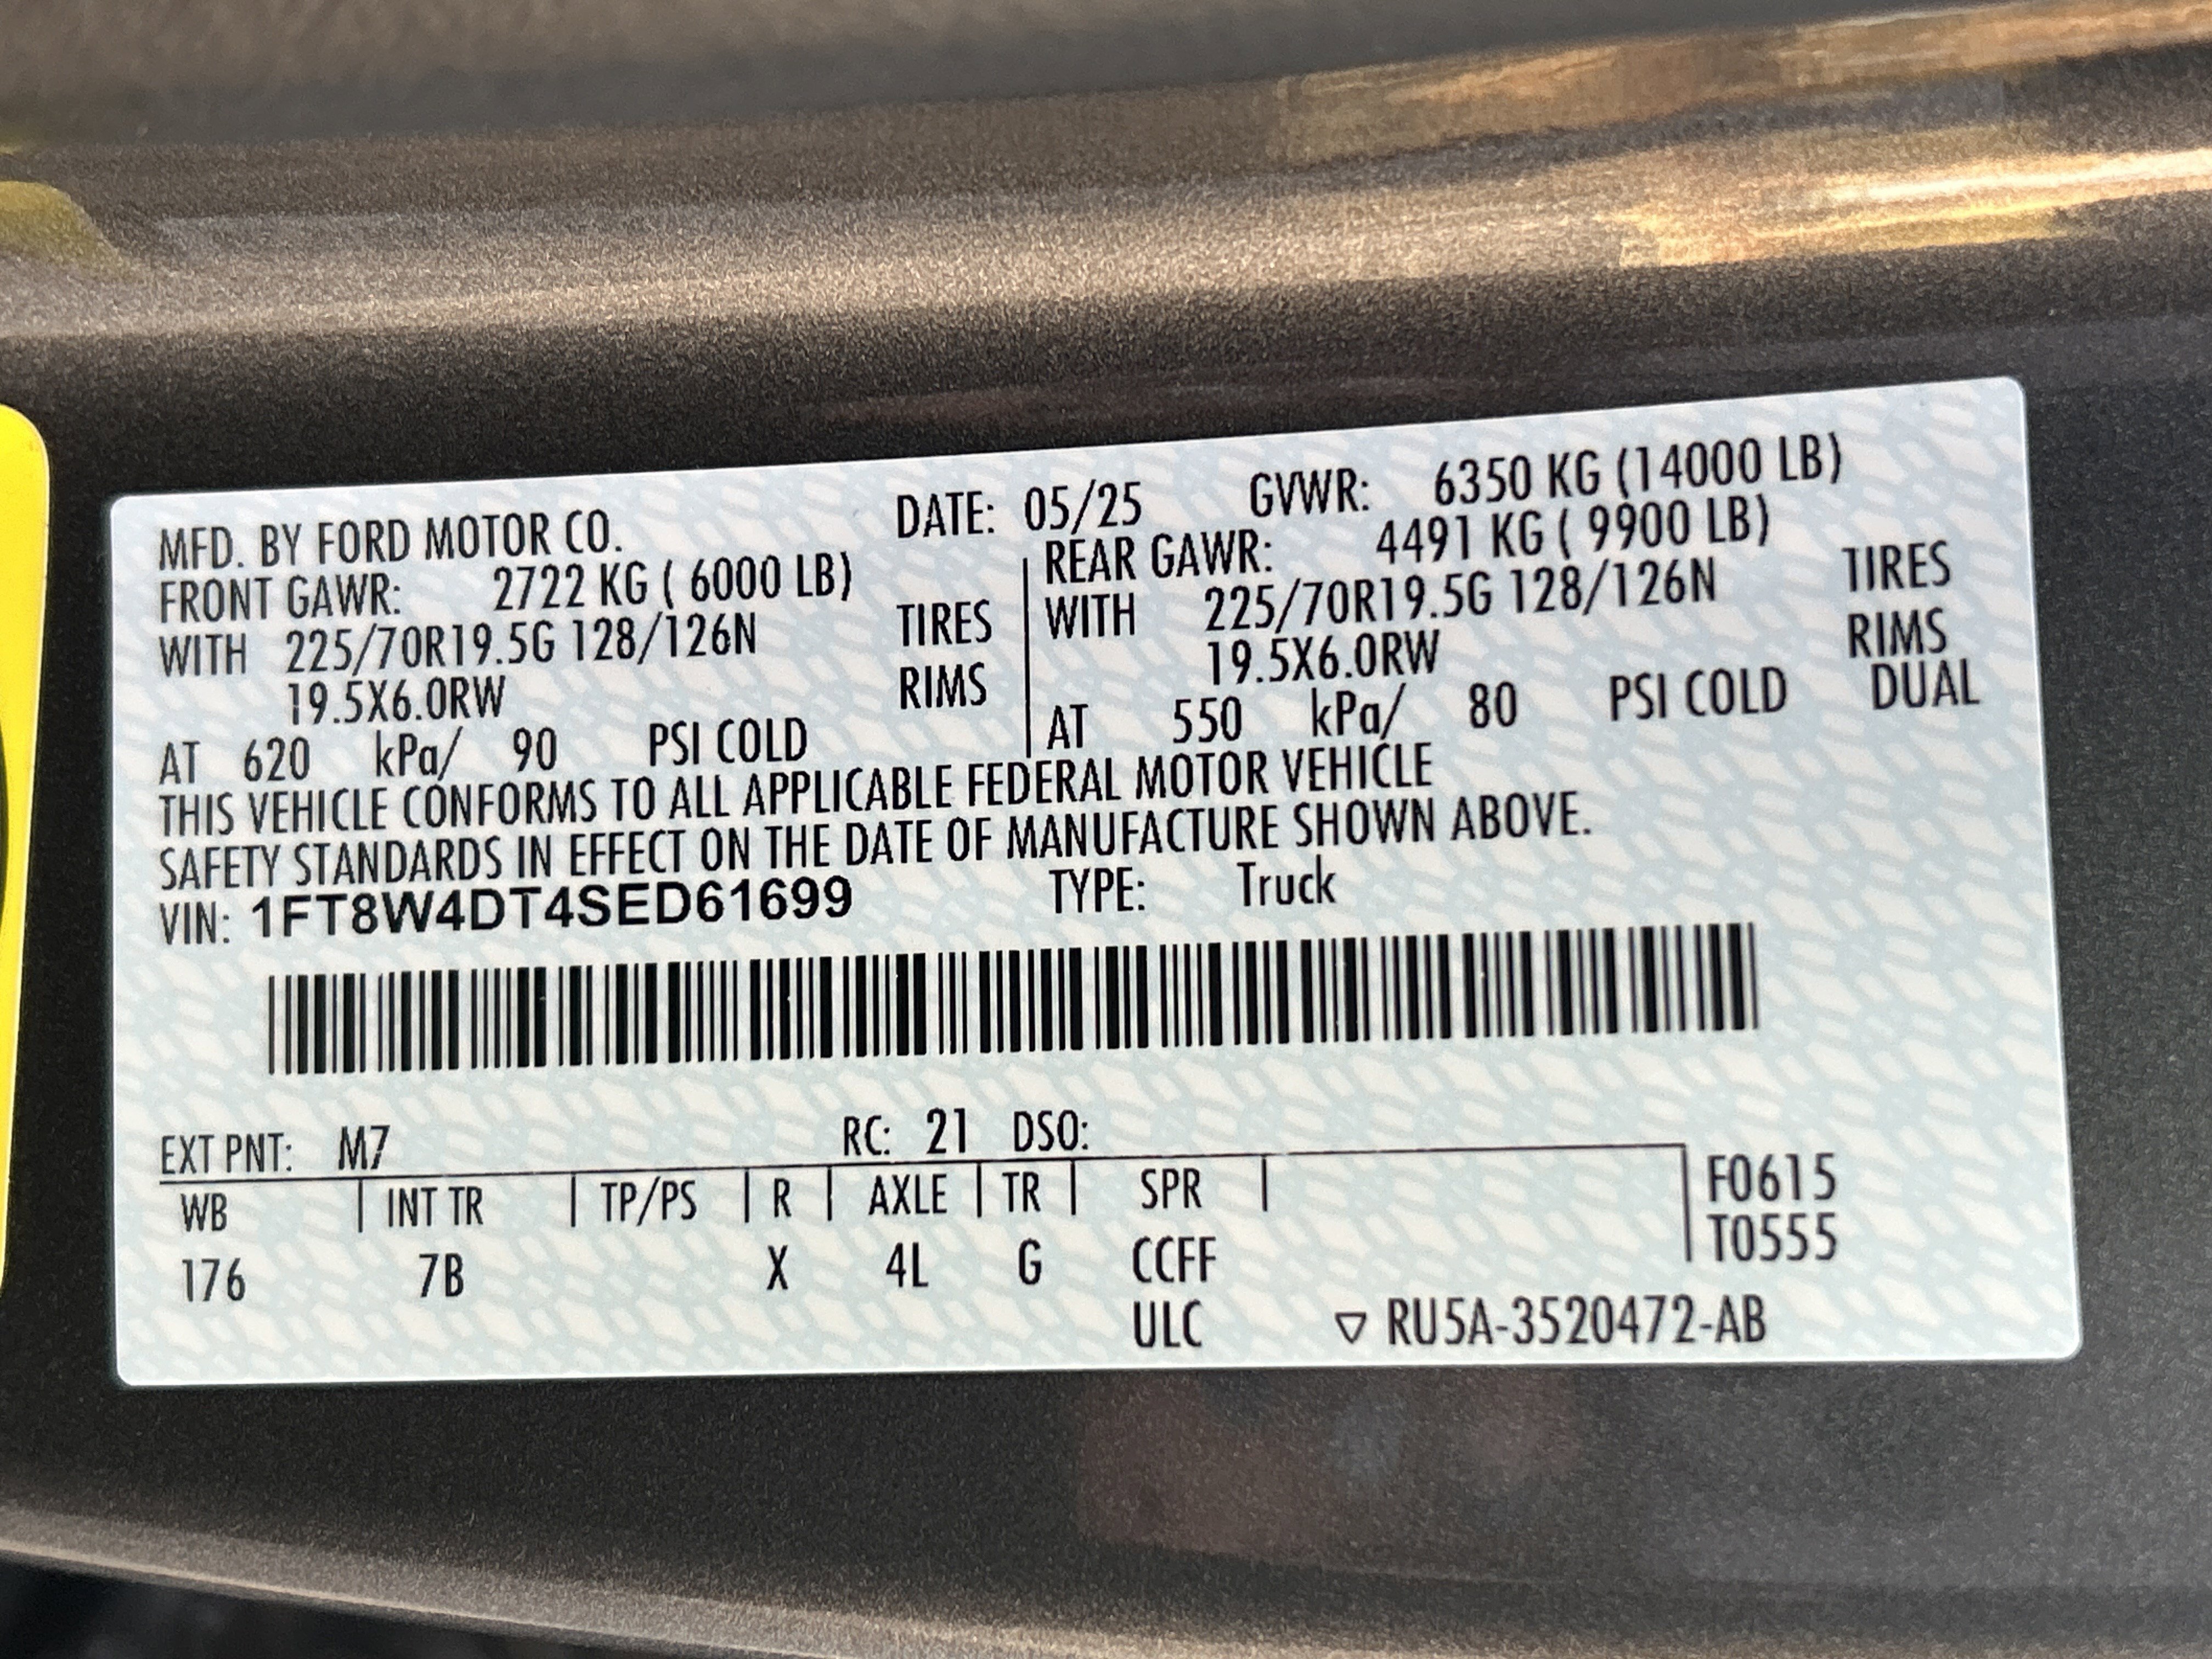 MFD. BY FORD MOTOR CO. DATE: 05/25 GVWR: 6350 KG (14000 LB)
FRONT GAWR: 2722 KG ( 6000 LB) REAR GAWR: 4491 KG ( 9900 LB)
WITH 225/70R19.5G 128/126N TIRES WITH 225/70R19.5G 128/126N TIRES
19.5X6.0RW RIMS 19.5X6.0RW RIMS
AT 620 kPa/ 90 PSI COLD AT 550 kPa/ 80 PSI COLD DUAL
THIS VEHICLE CONFORMS TO ALL APPLICABLE FEDERAL MOTOR VEHICLE
SAFETY STANDARDS IN EFFECT ON THE DATE OF MANUFACTURE SHOWN ABOVE.
VIN: 1FT8W4DT4SED61699 TYPE: Truck
EXT PNT: M7 RC: 21 DSO:
WB INT TR TP/PS R AXLE TR SPR F0615
T0555
176 7B X 4L G CCFF
ULC ▽ RU5A-3520472-AB